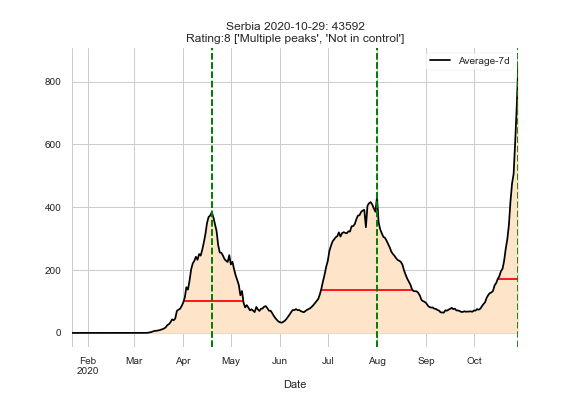 Serbia 2020-10-29: 43592
Rating:8 ['Multiple peaks', 'Not in control']
Average-7d
800
600
400
200
0
Feb Mar Apr May Jun Jul Aug Sep Oct
2020
Date